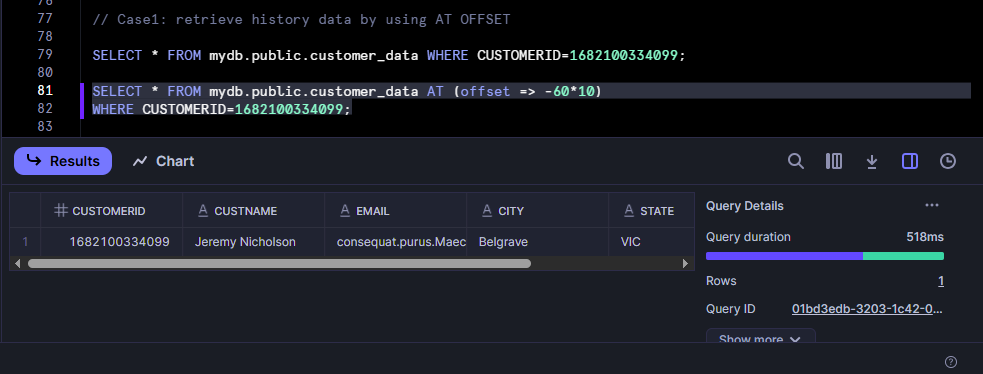 76
77 // Case1: retrieve history data by using AT OFFSET
78
79 SELECT * FROM mydb.public.customer_data WHERE CUSTOMERID=1682100334099;
80
81 SELECT * FROM mydb.public.customer_data AT (offset => -60*10)
82 WHERE CUSTOMERID=1682100334099;
83
Results Chart
CUSTOMERID CUSTNAME EMAIL CITY STATE
1 1682100334099 Jeremy Nicholson consequat.purus.Maec Belgrave VIC
Query Details ...
Query duration 518ms
Rows 1
Query ID 01bd3edb-3203-1c42-0...
Show more